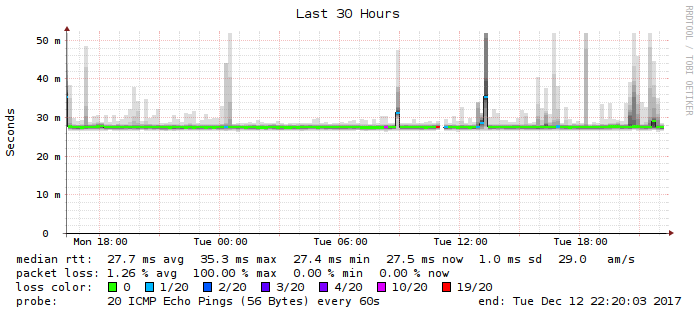 Last 30 Hours
RRDTOOL / TOBI OETIKER
Seconds
50 m
40 m
30 m
20 m
10 m
0
Mon 18:00 Tue 00:00 Tue 06:00 Tue 12:00 Tue 18:00
median rtt: 27.7 ms avg 35.3 ms max 27.4 ms min 27.5 ms now 1.0 ms sd 29.0 am/s
packet loss: 1.26 % avg 100.00 % max 0.00 % min 0.00 % now
loss color: 0 1/20 2/20 3/20 4/20 10/20 19/20
probe: 20 ICMP Echo Pings (56 Bytes) every 60s end: Tue Dec 12 22:20:03 2017